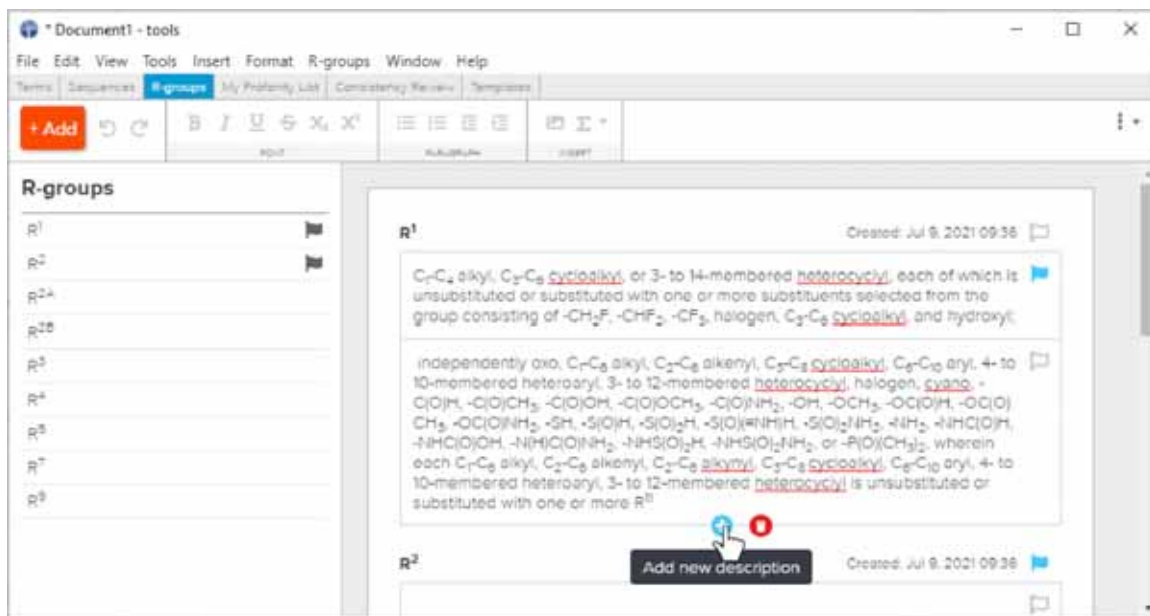 * Document1 - tools
File Edit View Tools Insert Format R-groups Window Help
Terms Sequences R-groups My Profanity List Consistency Review Templates
+ Add B I U S X₂ X² Σ
FONT PARAGRAPH INSERT
R-groups
R¹
R²
R²ᴬ
R²ᴮ
R³
R⁴
R⁷
R⁹
R¹ Created: Jul 9, 2021 09:36
C₁-C₄ alkyl, C₃-C₆ cycloalkyl, or 3- to 14-membered heterocyclyl, each of which is
unsubstituted or substituted with one or more substituents selected from the
group consisting of -CH₂F, -CHF₂, -CF₃, halogen, C₃-C₆ cycloalkyl, and hydroxyl;
independently oxo, C₁-C₆ alkyl, C₂-C₆ alkenyl, C₃-C₈ cycloalkyl, C₆-C₁₀ aryl, 4- to
10-membered heteroaryl, 3- to 12-membered heterocyclyl, halogen, cyano, -
C(O)H, -C(O)CH₃, -C(O)OH, -C(O)OCH₃, -C(O)NH₂, -OH, -OCH₃, -OC(O)H, -OC(O)
CH₃, -OC(O)NH₂, -SH, -S(O)H, -S(O)₂H, -S(O)(=NH)H, -S(O)₂NH₂, -NH₂, -NHC(O)H,
-NHC(O)OH, -N(H)C(O)NH₂, -NHS(O)₂H, -NHS(O)₂NH₂, or -P(O)(CH₃)₂, wherein
each C₁-C₆ alkyl, C₂-C₆ alkenyl, C₂-C₆ alkynyl, C₃-C₈ cycloalkyl, C₆-C₁₀ aryl, 4- to
10-membered heteroaryl, 3- to 12-membered heterocyclyl is unsubstituted or
substituted with one or more
Add new description
R² Created: Jul 9, 2021 09:36